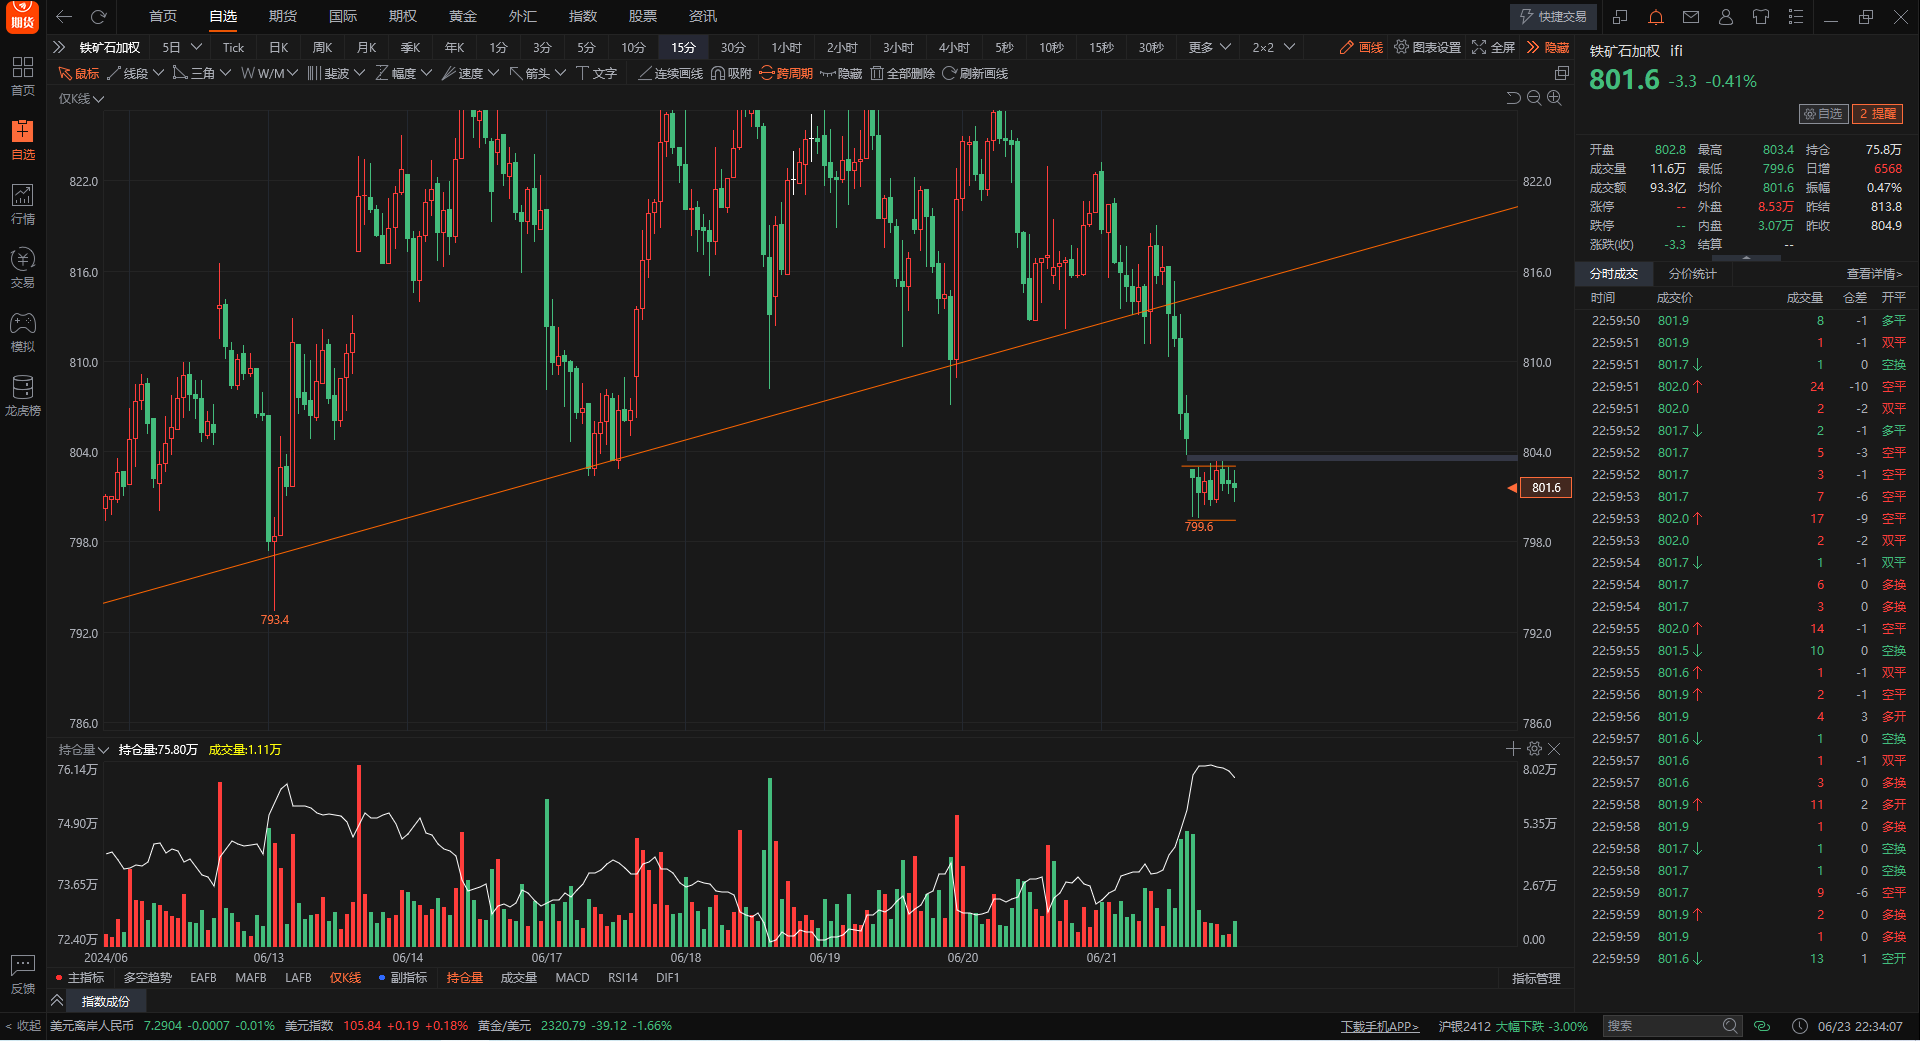 期货 首页 自选 期货 国际 期权 黄金 外汇 指数 股票 资讯 快捷交易
铁矿石加权 5日 Tick 日K 周K 月K 季K 年K 1分 3分 5分 10分 15分 30分 1小时 2小时 3小时 4小时 5秒 10秒 15秒 30秒 更多 2×2 画线 图表设置 全屏 隐藏
鼠标 线段 三角 W/M 斐波 幅度 速度 箭头 文字 连续画线 吸附 跨周期 隐藏 全部删除 刷新画线
仅K线
首页
自选
行情
交易
模拟
龙虎榜
反馈
822.0 822.0
816.0 816.0
810.0 810.0
804.0 804.0
801.6
799.6
798.0 798.0
793.4
792.0 792.0
786.0 786.0
持仓量 持仓量:75.80万 成交量:1.11万
76.14万 8.02万
74.90万 5.35万
73.65万 2.67万
72.40万 0.00
2024/06 06/13 06/14 06/17 06/18 06/19 06/20 06/21
主指标 多空趋势 EAFB MAFB LAFB 仅K线 副指标 持仓量 成交量 MACD RSI14 DIF1 指标管理
指数成份
铁矿石加权 ifi
801.6 -3.3 -0.41%
自选 2 提醒
开盘 802.8 最高 803.4 持仓 75.8万
成交量 11.6万 最低 799.6 日增 6568
成交额 93.3亿 均价 801.6 振幅 0.47%
涨停 -- 外盘 8.53万 昨结 813.8
跌停 -- 内盘 3.07万 昨收 804.9
涨跌(收) -3.3 结算 --
分时成交 分价统计 查看详情>
时间 成交价 成交量 仓差 开平
22:59:50 801.9 8 -1 多平
22:59:51 801.9 1 -1 双平
22:59:51 801.7↓ 1 0 空换
22:59:51 802.0↑ 24 -10 空平
22:59:51 802.0 2 -2 双平
22:59:52 801.7↓ 2 -1 多平
22:59:52 801.7 5 -3 空平
22:59:52 801.7 3 -1 空平
22:59:53 801.7 7 -6 空平
22:59:53 802.0↑ 17 -9 空平
22:59:53 802.0 2 -2 双平
22:59:54 801.7↓ 1 -1 双平
22:59:54 801.7 6 0 多换
22:59:54 801.7 3 0 多换
22:59:55 802.0↑ 14 -1 空平
22:59:55 801.5↓ 10 0 空换
22:59:55 801.6↑ 1 -1 双平
22:59:56 801.9↑ 2 -1 空平
22:59:56 801.9 4 3 多开
22:59:57 801.6↓ 1 0 空换
22:59:57 801.6 1 -1 双平
22:59:57 801.6 3 0 多换
22:59:58 801.9↑ 11 2 多开
22:59:58 801.9 1 0 多换
22:59:58 801.7↓ 1 0 空换
22:59:58 801.7 1 0 空换
22:59:59 801.7 9 -6 空平
22:59:59 801.9↑ 2 0 多换
22:59:59 801.9 1 0 多换
22:59:59 801.6↓ 13 1 空开
< 收起 美元离岸人民币 7.2904 -0.0007 -0.01% 美元指数 105.84 +0.19 +0.18% 黄金/美元 2320.79 -39.12 -1.66% 下载手机APP> 沪银2412 大幅下跌 -3.00% 搜索 06/23 22:34:07